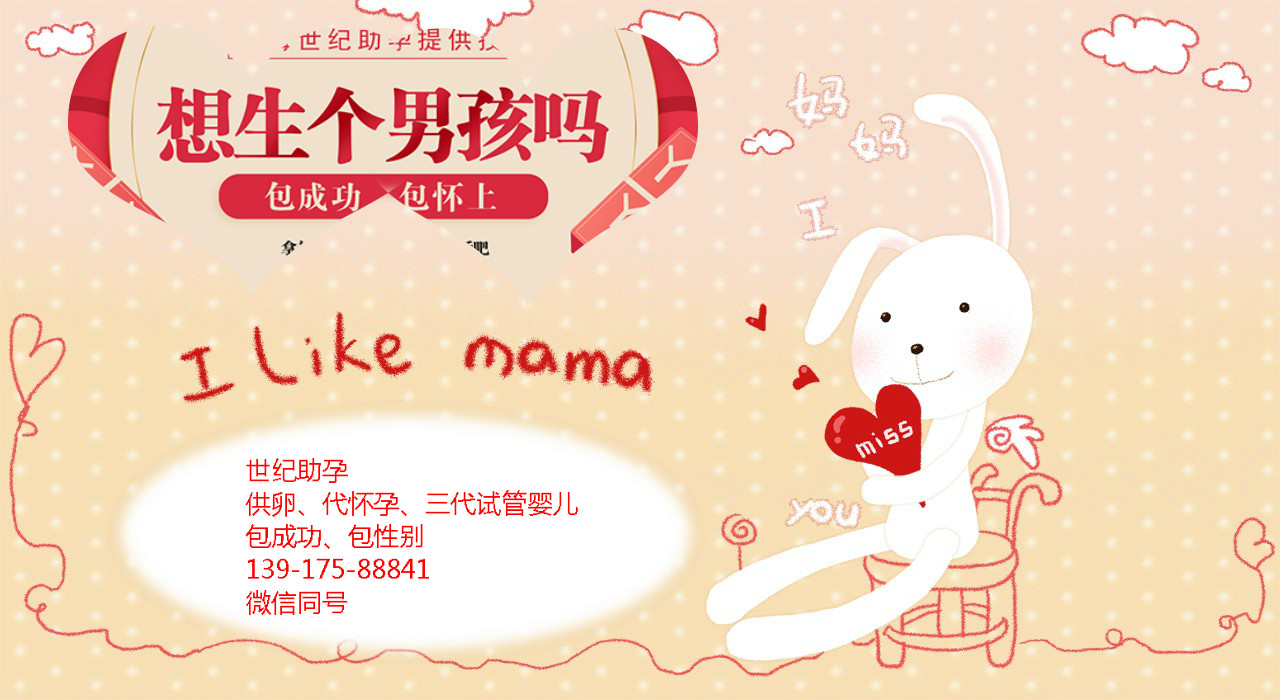 世纪助孕提供
想生个男孩吗
包成功 包怀上
妈
妈
I
I Like mama
miss
you
世纪助孕
供卵、代怀孕、三代试管婴儿
包成功、包性别
139-175-88841
微信同号